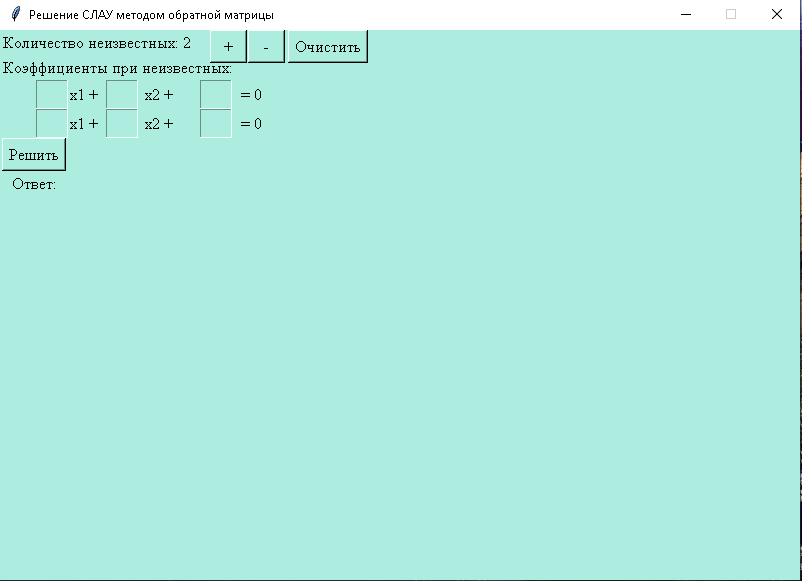 Решение СЛАУ методом обратной матрицы
Количество неизвестных: 2 + - Очистить
Коэффициенты при неизвестных:
x1 + x2 + = 0
x1 + x2 + = 0
Решить
Ответ: